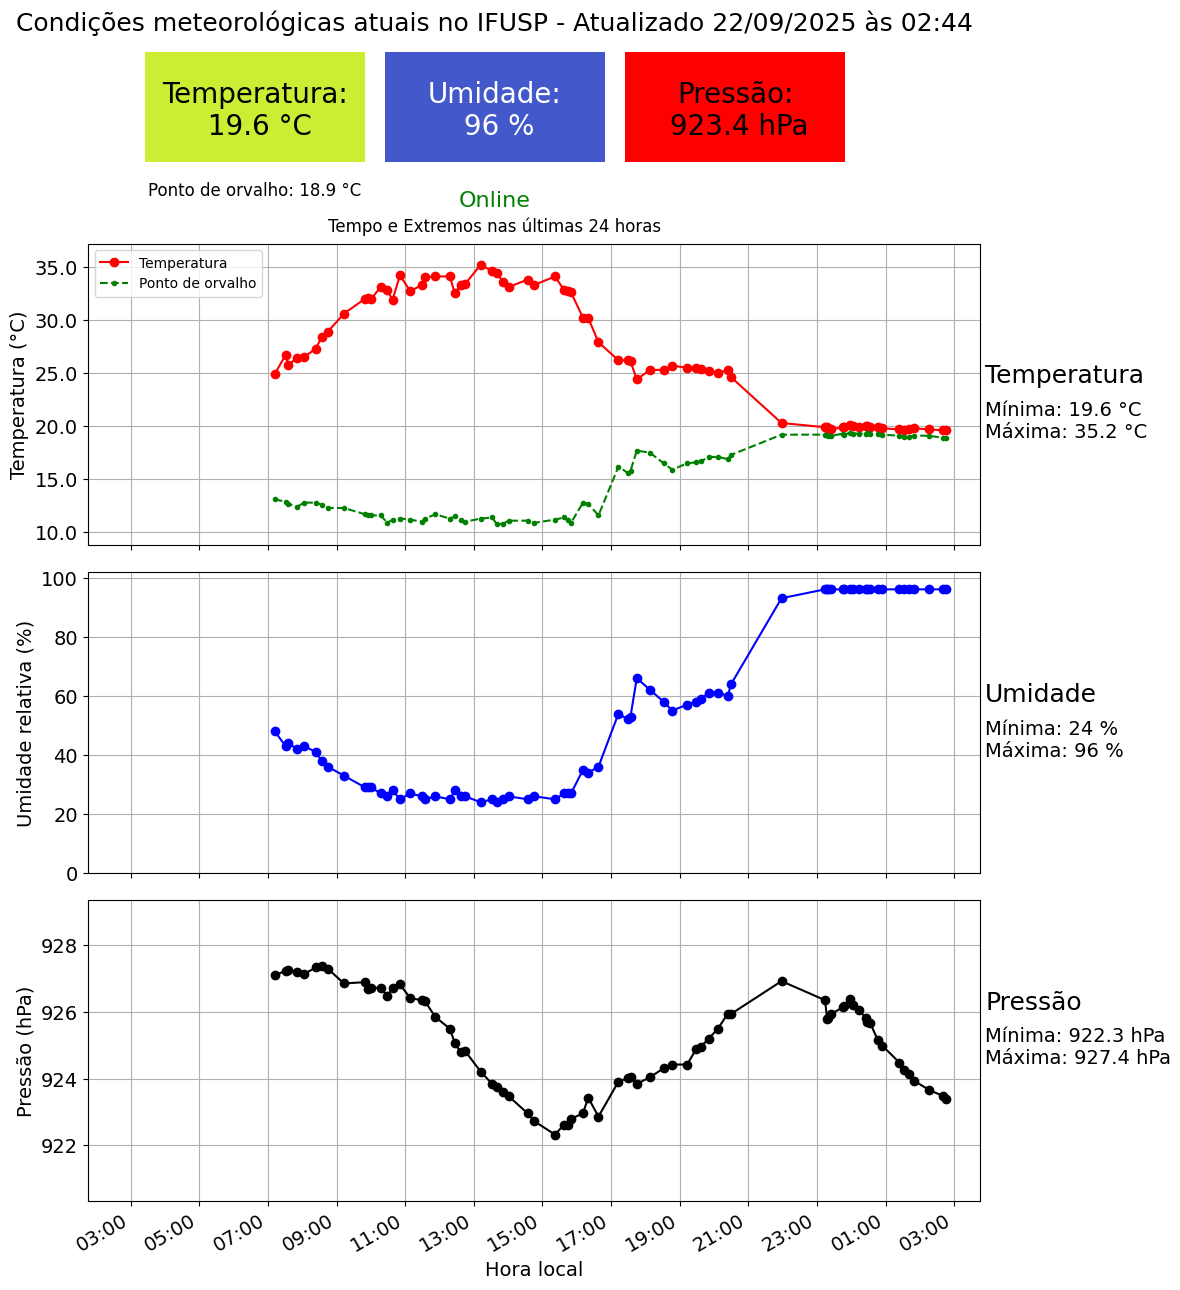 Condições meteorológicas atuais no IFUSP - Atualizado 22/09/2025 às 02:44
Temperatura:
19.6 °C
Umidade:
96 %
Pressão:
923.4 hPa
Ponto de orvalho: 18.9 °C
Online
Tempo e Extremos nas últimas 24 horas
Temperatura
Ponto de orvalho
Temperatura (°C)
35.0
30.0
25.0
20.0
15.0
10.0
Temperatura
Mínima: 19.6 °C
Máxima: 35.2 °C
Umidade relativa (%)
100
80
60
40
20
0
Umidade
Mínima: 24 %
Máxima: 96 %
Pressão (hPa)
928
926
924
922
Pressão
Mínima: 922.3 hPa
Máxima: 927.4 hPa
03:00 05:00 07:00 09:00 11:00 13:00 15:00 17:00 19:00 21:00 23:00 01:00 03:00
Hora local